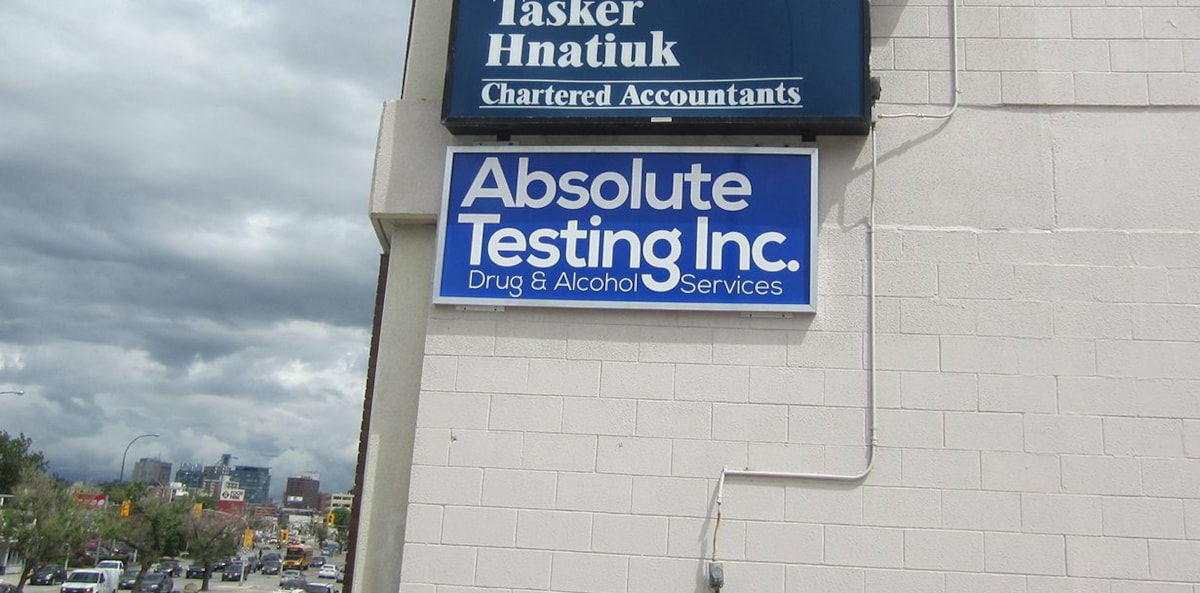 Tasker
Hnatiuk
Chartered Accountants
Absolute
Testing Inc.
Drug & Alcohol Services